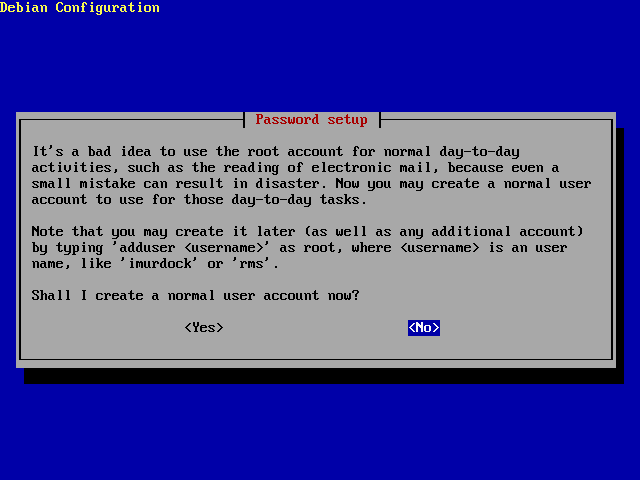 Debian Configuration
Password setup
It's a bad idea to use the root account for normal day-to-day
activities, such as the reading of electronic mail, because even a
small mistake can result in disaster. Now you may create a normal user
account to use for those day-to-day tasks.
Note that you may create it later (as well as any additional account)
by typing 'adduser <username>' as root, where <username> is an user
name, like 'imurdock' or 'rms'.
Shall I create a normal user account now?
<Yes> <No>